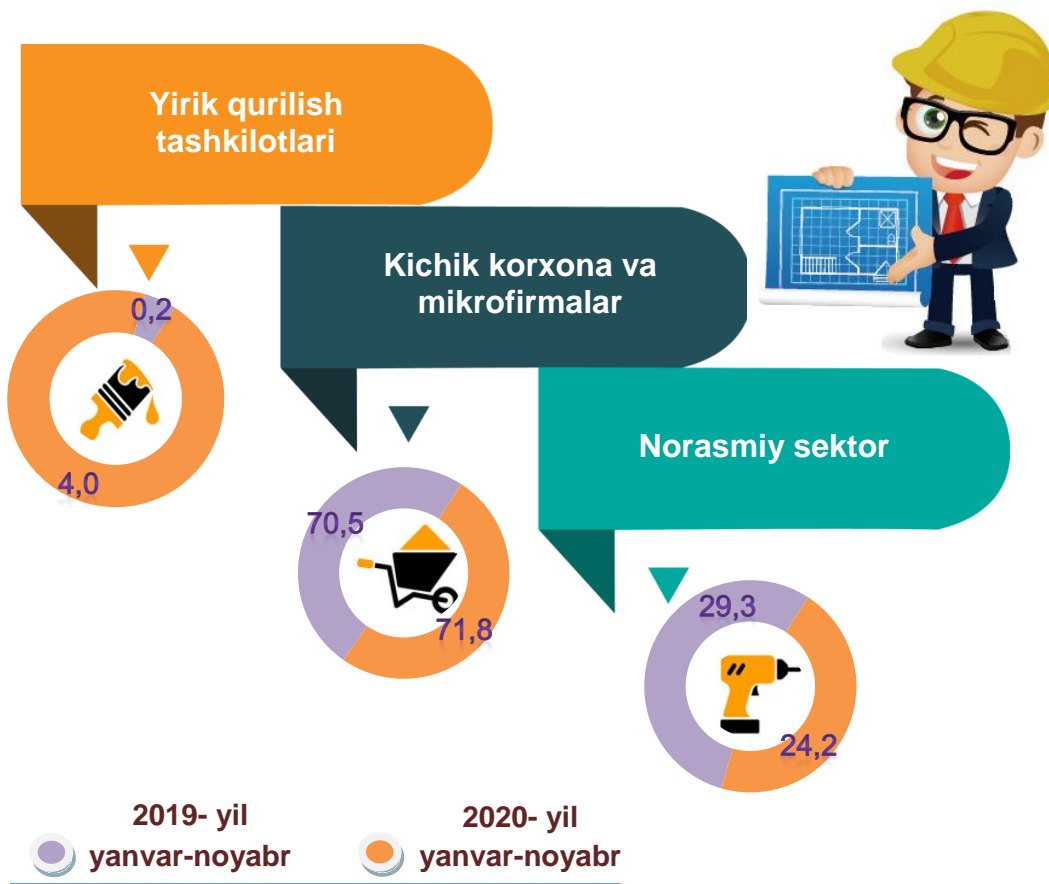 Yirik qurilish
tashkilotlari
0,2
4,0
Kichik korxona va
mikrofirmalar
70,5
71,8
Norasmiy sektor
29,3
24,2
2019- yil
yanvar-noyabr
2020- yil
yanvar-noyabr